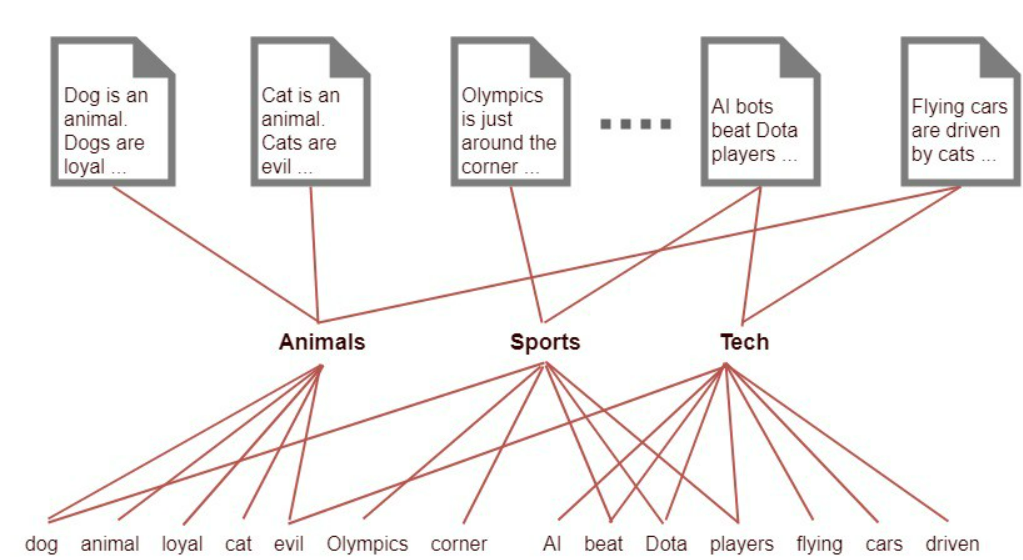 Dog is an
animal.
Dogs are
loyal ...
Cat is an
animal.
Cats are
evil ...
Olympics
is just
around the
corner ...
AI bots
beat Dota
players ...
Flying cars
are driven
by cats ...
Animals
Sports
Tech
dog animal loyal cat evil Olympics corner AI beat Dota players flying cars driven